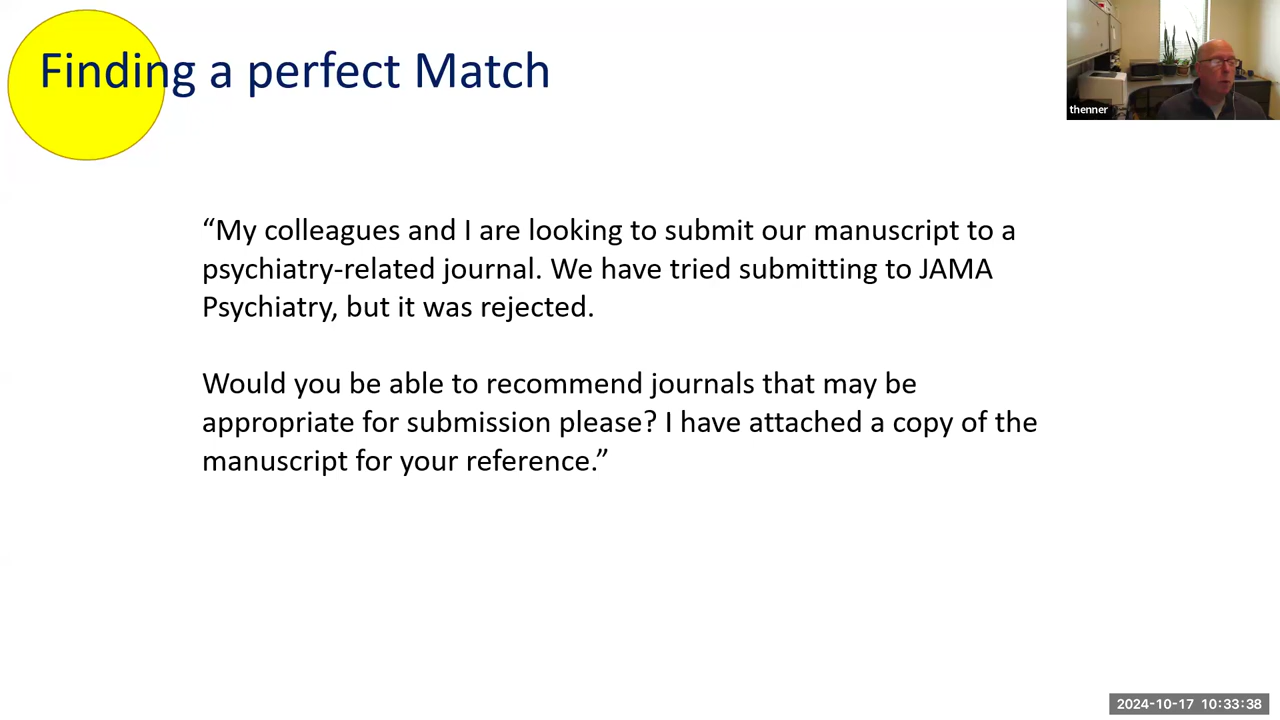 Finding a perfect Match
thenner
“My colleagues and I are looking to submit our manuscript to a
psychiatry-related journal. We have tried submitting to JAMA
Psychiatry, but it was rejected.
Would you be able to recommend journals that may be
appropriate for submission please? I have attached a copy of the
manuscript for your reference.”
2024-10-17 10:33:38